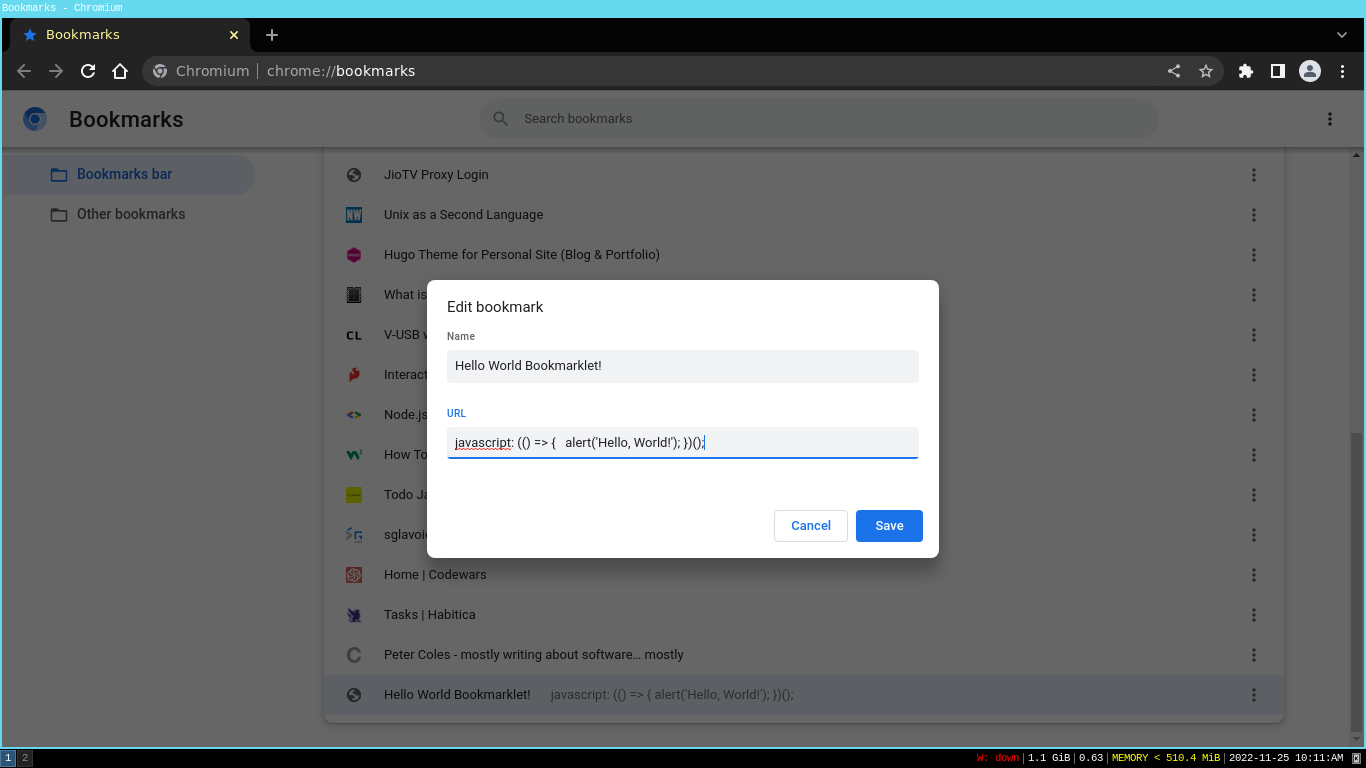 Bookmarks - Chromium
Bookmarks
Chromium | chrome://bookmarks
Bookmarks
Search bookmarks
Bookmarks bar
Other bookmarks
JioTV Proxy Login
Unix as a Second Language
NW
Hugo Theme for Personal Site (Blog & Portfolio)
What is
CL
V-USB
Interact
Node.js
How To
Todo Ja
sglavoi
Home | Codewars
Tasks | Habitica
Peter Coles - mostly writing about software… mostly
Hello World Bookmarklet! javascript: (() => { alert('Hello, World!'); })();
Edit bookmark
Name
Hello World Bookmarklet!
URL
javascript: (() => {   alert('Hello, World!'); })();
Cancel
Save
1 2
W: down|1.1 GiB|0.63|MEMORY < 510.4 MiB|2022-11-25 10:11:AM